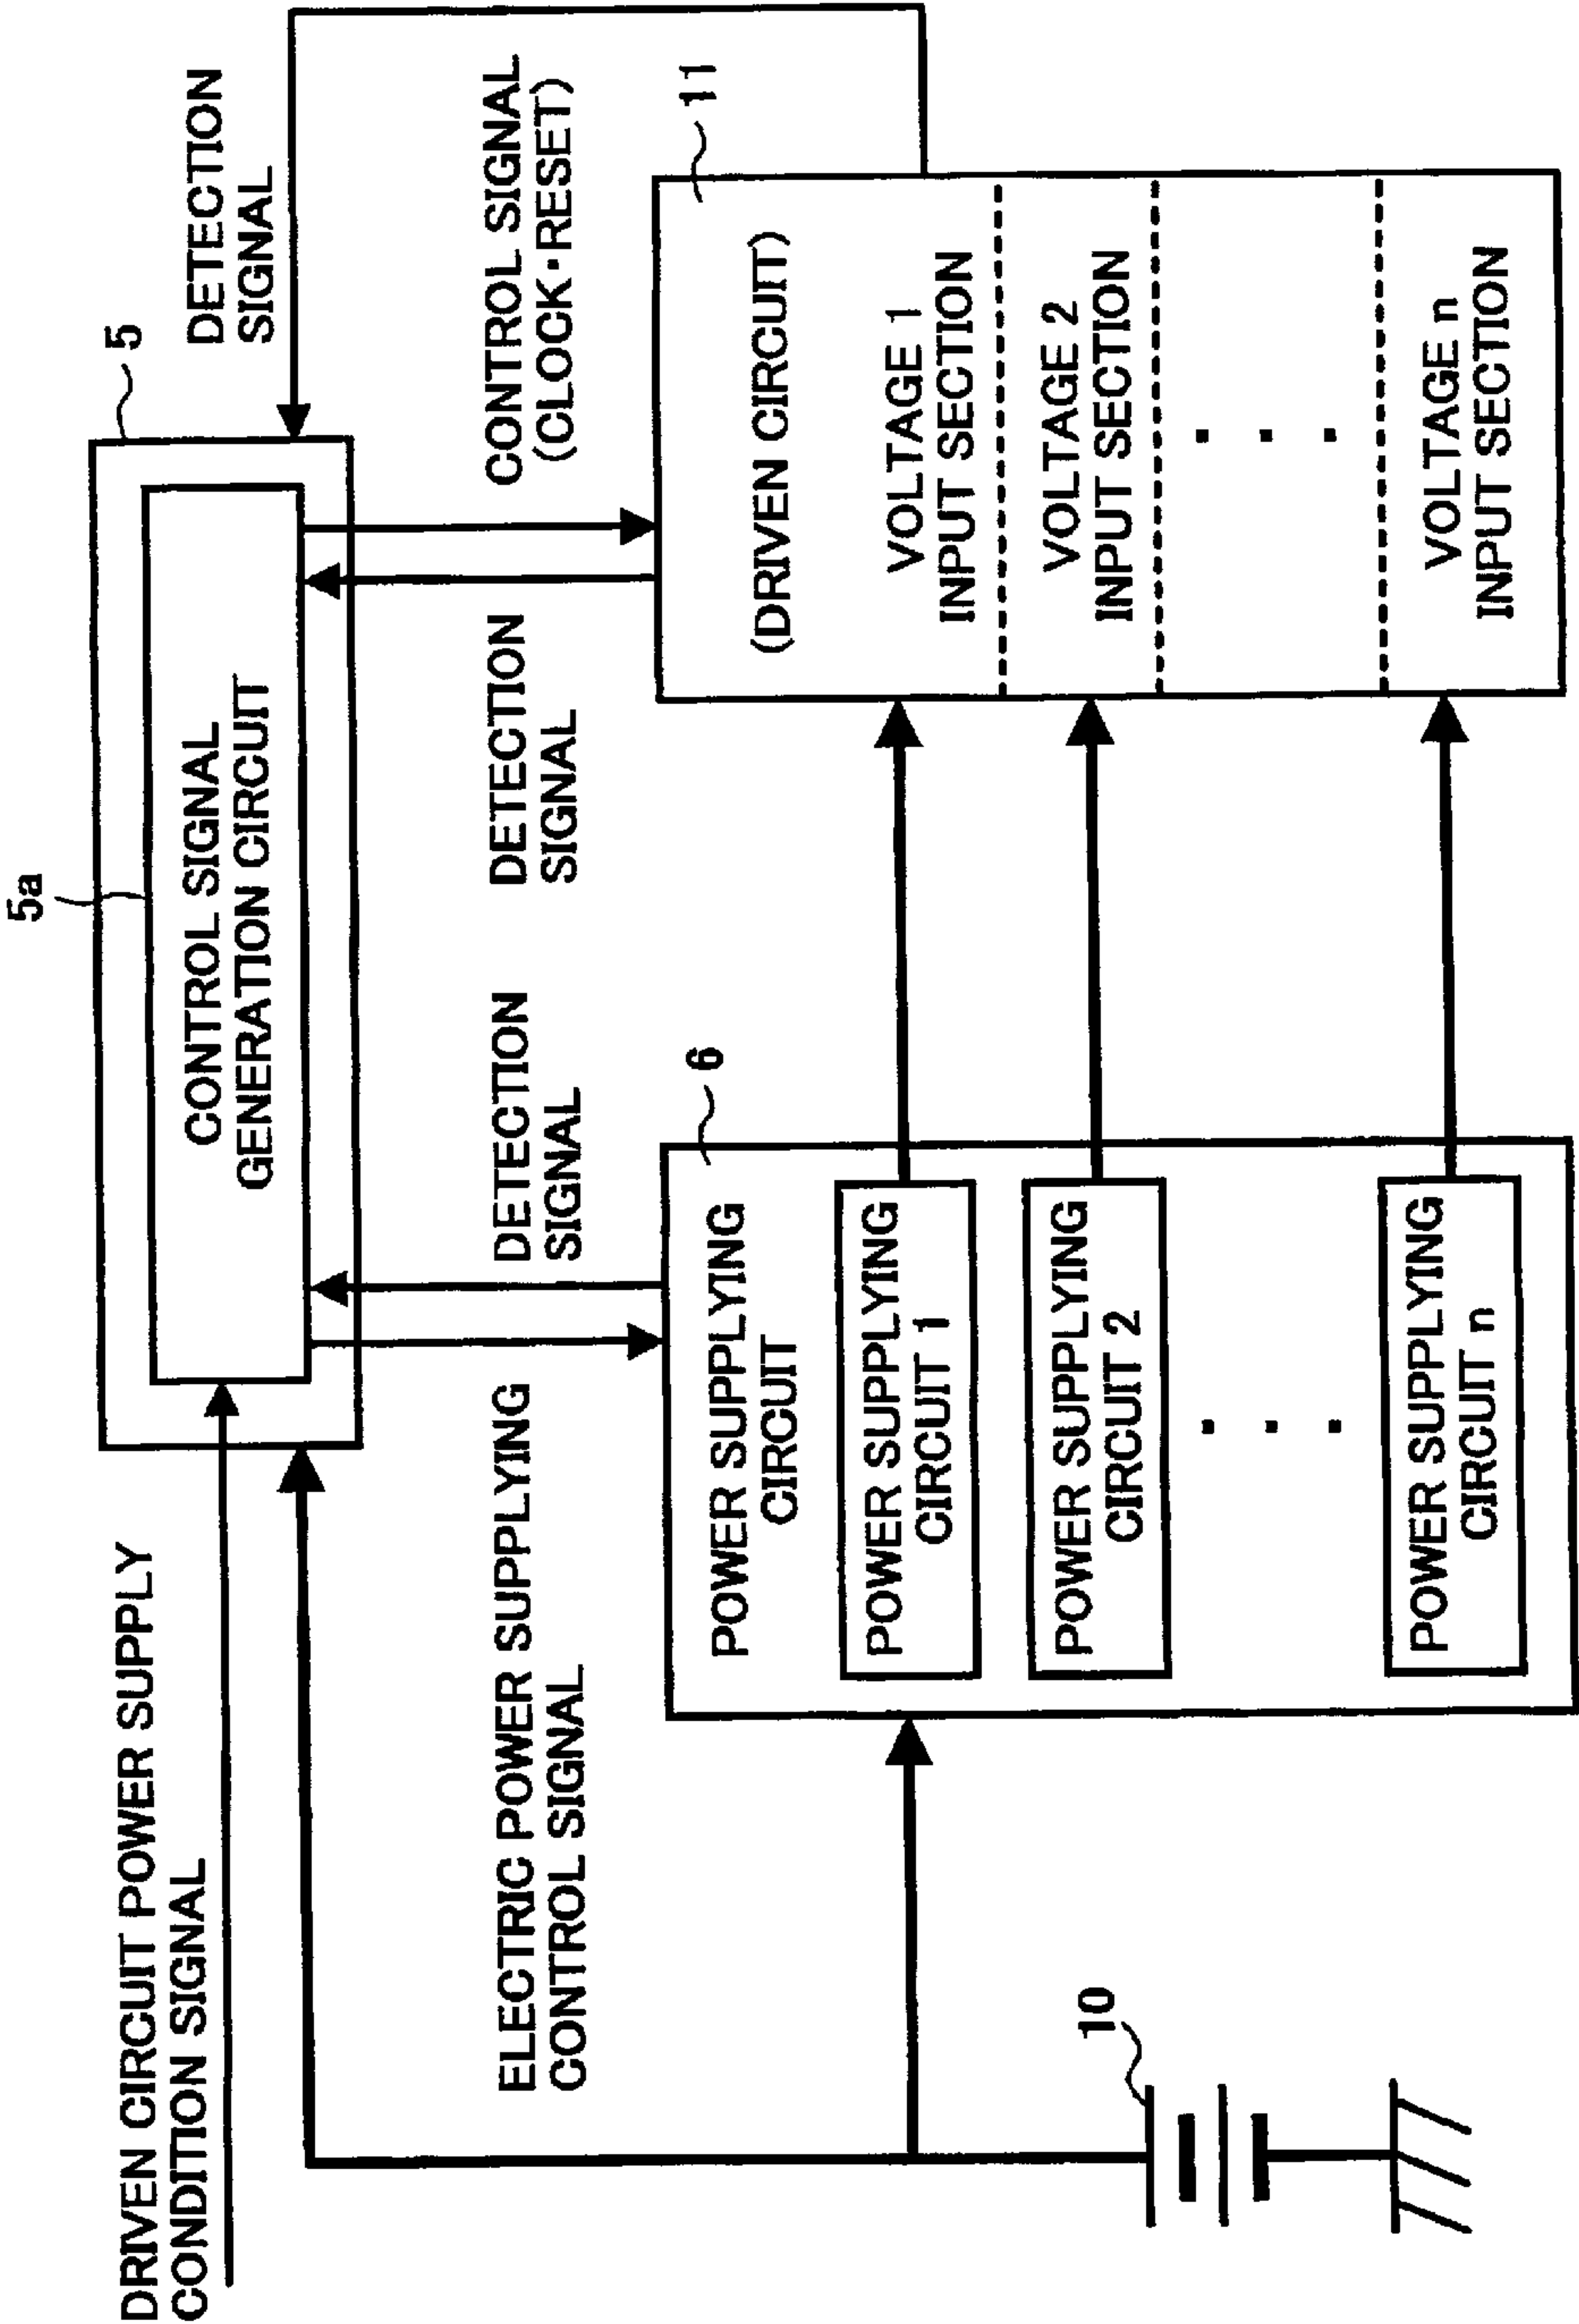 DRIVEN CIRCUIT POWER SUPPLY
CONDITION SIGNAL
5a
5
CONTROL SIGNAL
GENERATION CIRCUIT
DETECTION
SIGNAL
ELECTRIC POWER SUPPLYING
CONTROL SIGNAL
DETECTION
SIGNAL
DETECTION
SIGNAL
CONTROL SIGNAL
(CLOCK·RESET)
10
6
POWER SUPPLYING
CIRCUIT
POWER SUPPLYING
CIRCUIT 1
POWER SUPPLYING
CIRCUIT 2
. . .
POWER SUPPLYING
CIRCUIT n
11
(DRIVEN CIRCUIT)
VOLTAGE 1
INPUT SECTION
VOLTAGE 2
INPUT SECTION
. . .
VOLTAGE n
INPUT SECTION